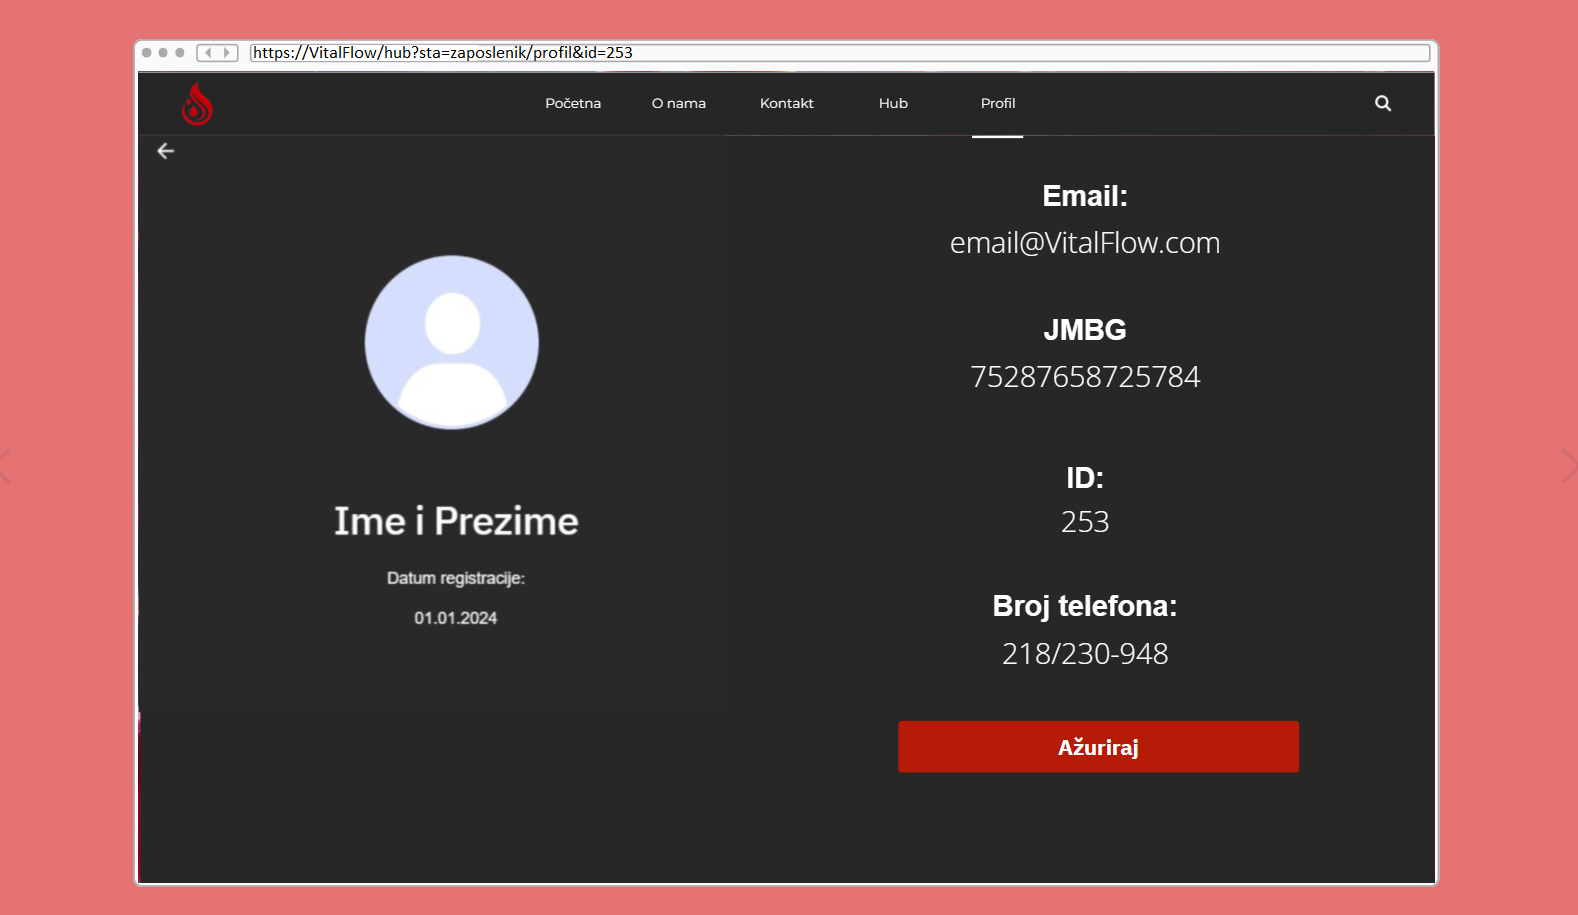 https://VitalFlow/hub?sta=zaposlenik/profil&id=253
Početna O nama Kontakt Hub Profil
Ime i Prezime
Datum registracije:
01.01.2024
Email:
email@VitalFlow.com
JMBG
75287658725784
ID:
253
Broj telefona:
218/230-948
Ažuriraj